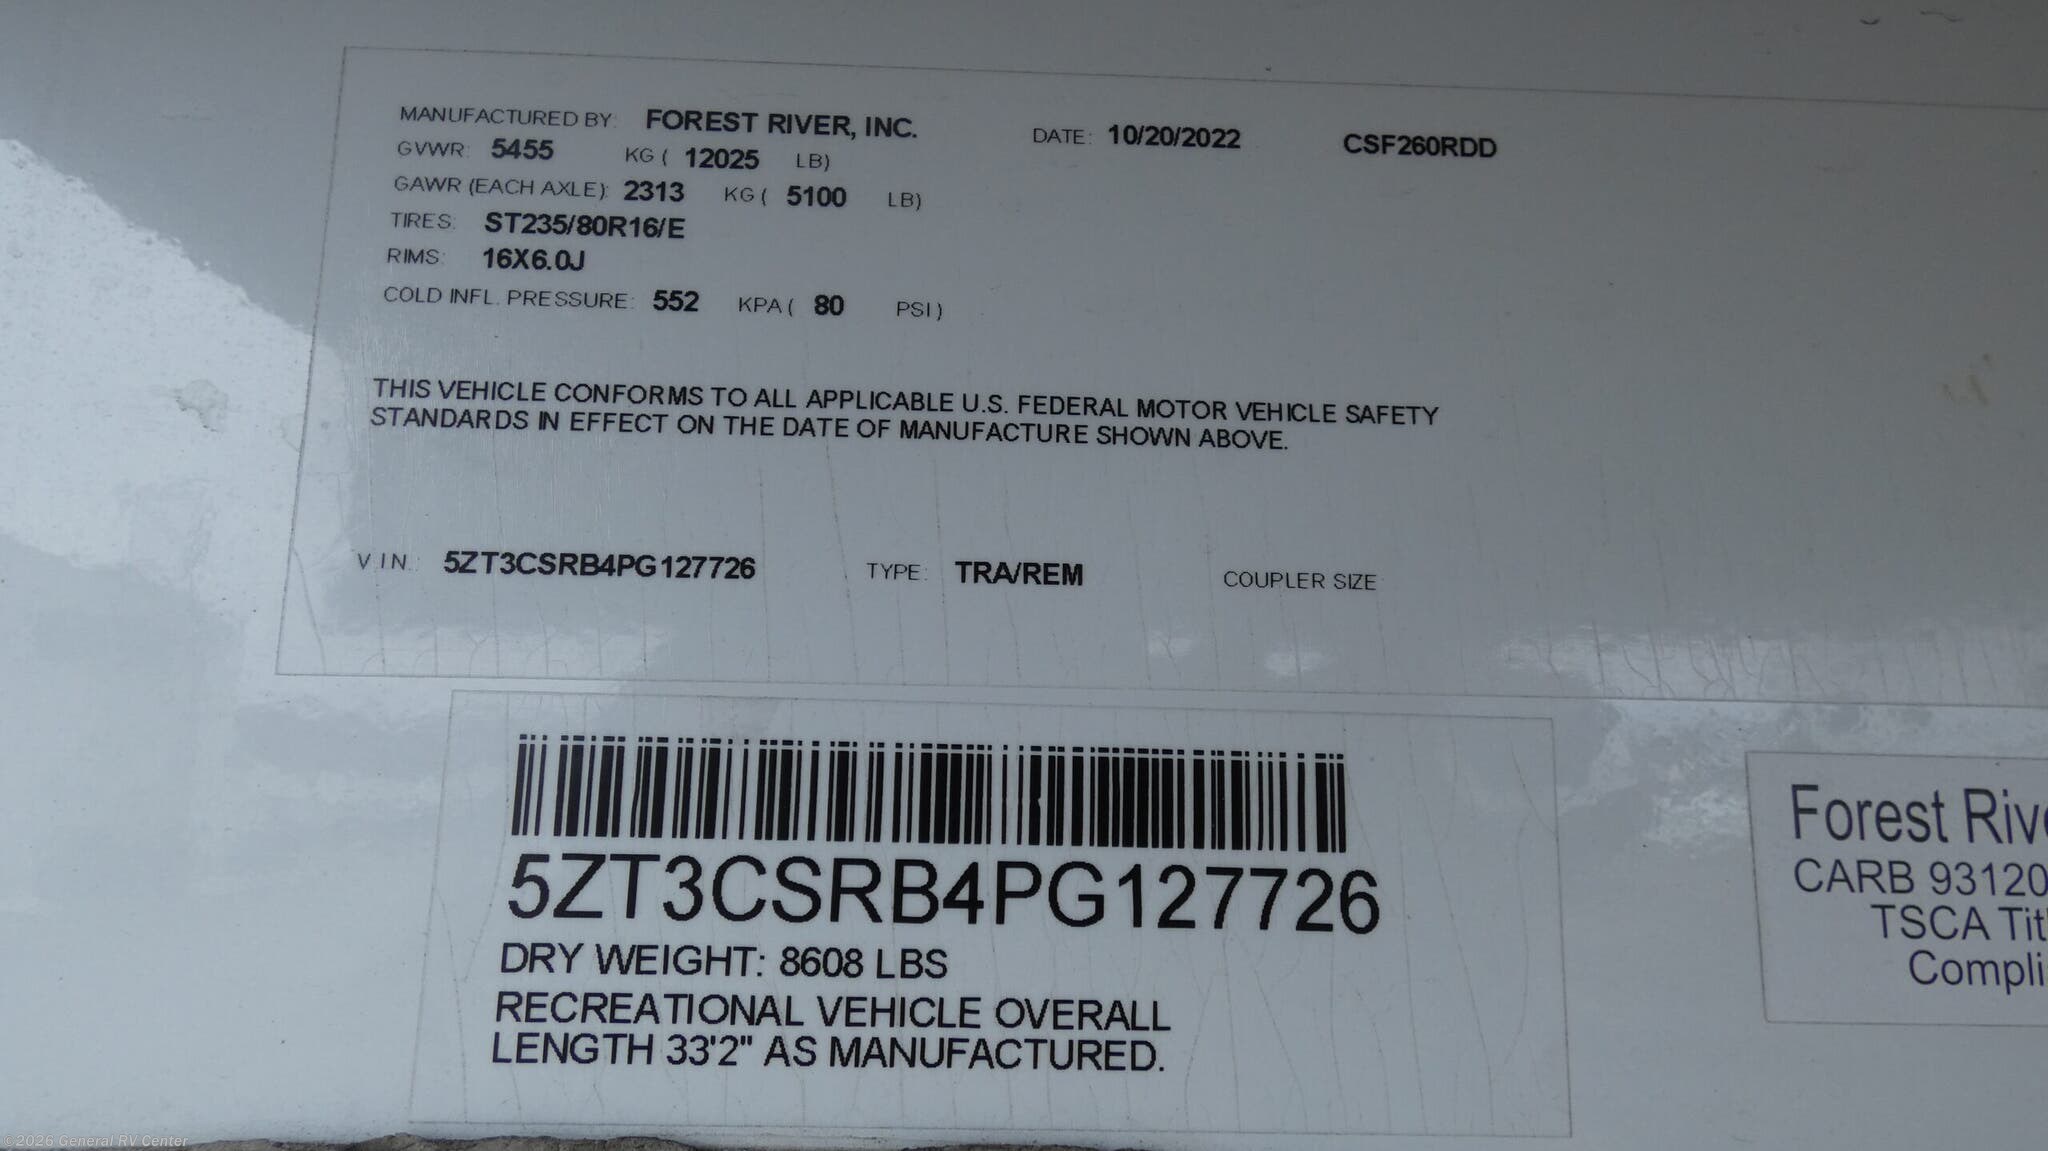 MANUFACTURED BY: FOREST RIVER, INC. DATE: 10/20/2022 CSF260RDD
GVWR: 5455 KG ( 12025 LB)
GAWR (EACH AXLE): 2313 KG ( 5100 LB)
TIRES: ST235/80R16/E
RIMS: 16X6.0J
COLD INFL. PRESSURE: 552 KPA ( 80 PSI )
THIS VEHICLE CONFORMS TO ALL APPLICABLE U.S. FEDERAL MOTOR VEHICLE SAFETY
STANDARDS IN EFFECT ON THE DATE OF MANUFACTURE SHOWN ABOVE.
V.I.N.: 5ZT3CSRB4PG127726 TYPE: TRA/REM COUPLER SIZE
5ZT3CSRB4PG127726
DRY WEIGHT: 8608 LBS
RECREATIONAL VEHICLE OVERALL
LENGTH 33'2" AS MANUFACTURED.
Forest Riv
CARB 93120
TSCA Tit
Compli
©2026 General RV Center